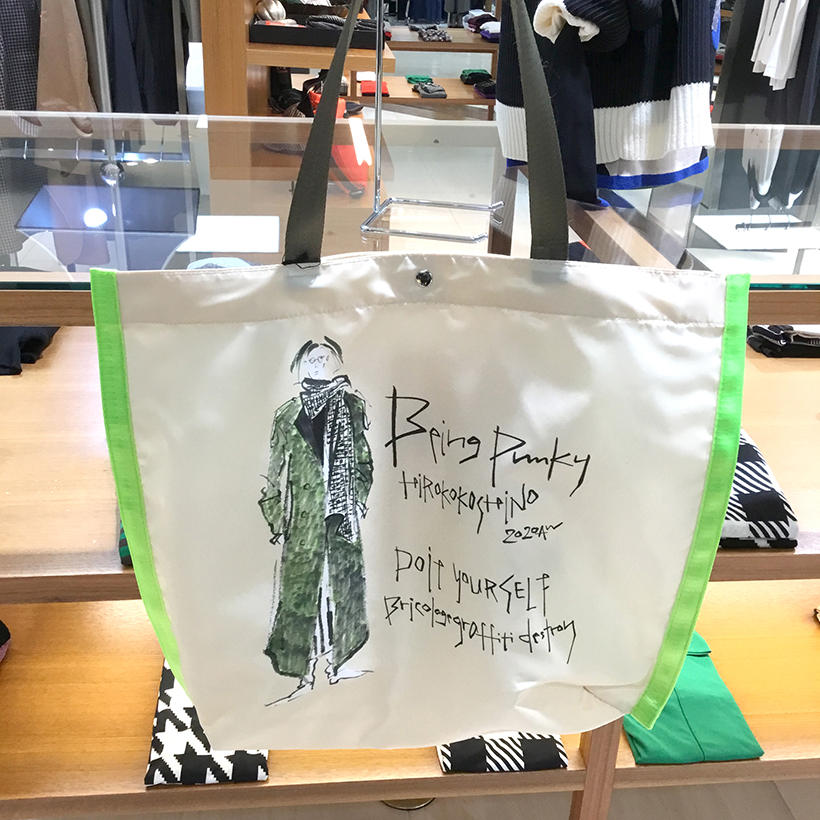 Being Punky
HIROKOKOSHINO
2020AW
DO it YOURSELF
Bricolage graffiti destroy